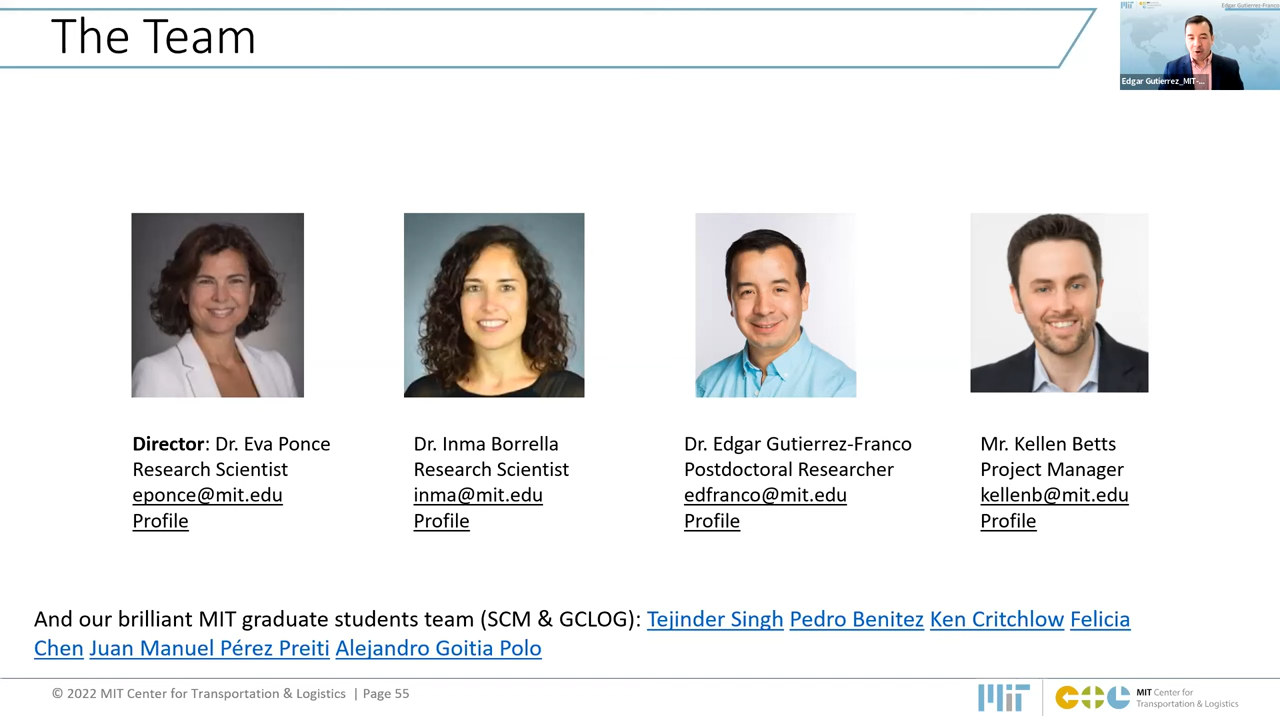 The Team
Edgar Gutierrez-Franco
Edgar Gutierrez_MIT-...
Director: Dr. Eva Ponce
Research Scientist
eponce@mit.edu
Profile
Dr. Inma Borrella
Research Scientist
inma@mit.edu
Profile
Dr. Edgar Gutierrez-Franco
Postdoctoral Researcher
edfranco@mit.edu
Profile
Mr. Kellen Betts
Project Manager
kellenb@mit.edu
Profile
And our brilliant MIT graduate students team (SCM & GCLOG): Tejinder Singh Pedro Benitez Ken Critchlow Felicia
Chen Juan Manuel Pérez Preiti Alejandro Goitia Polo
© 2022 MIT Center for Transportation & Logistics | Page 55
MIT
MIT Center for
Transportation & Logistics